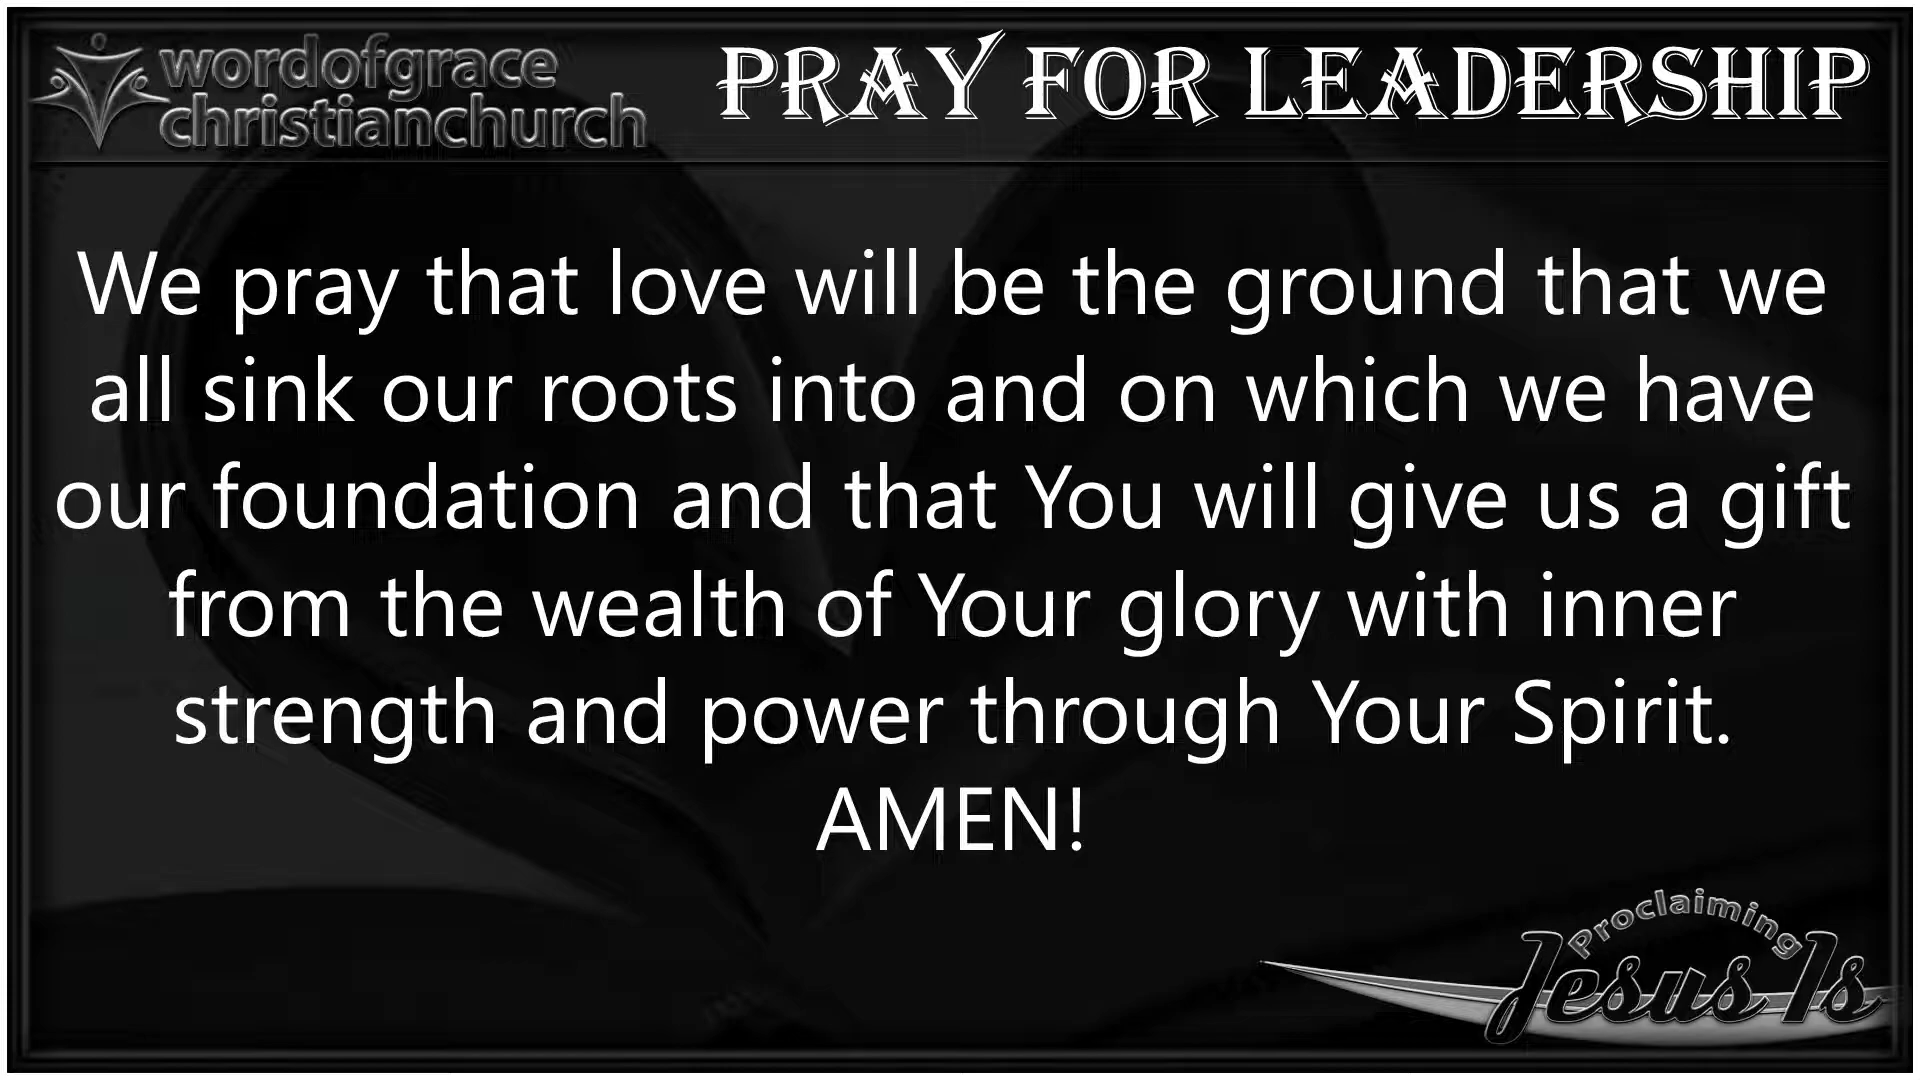 wordofgrace
christianchurch
PRAY FOR LEADERSHIP
We pray that love will be the ground that we
all sink our roots into and on which we have
our foundation and that You will give us a gift
from the wealth of Your glory with inner
strength and power through Your Spirit.
AMEN!
Proclaiming
Jesus Is